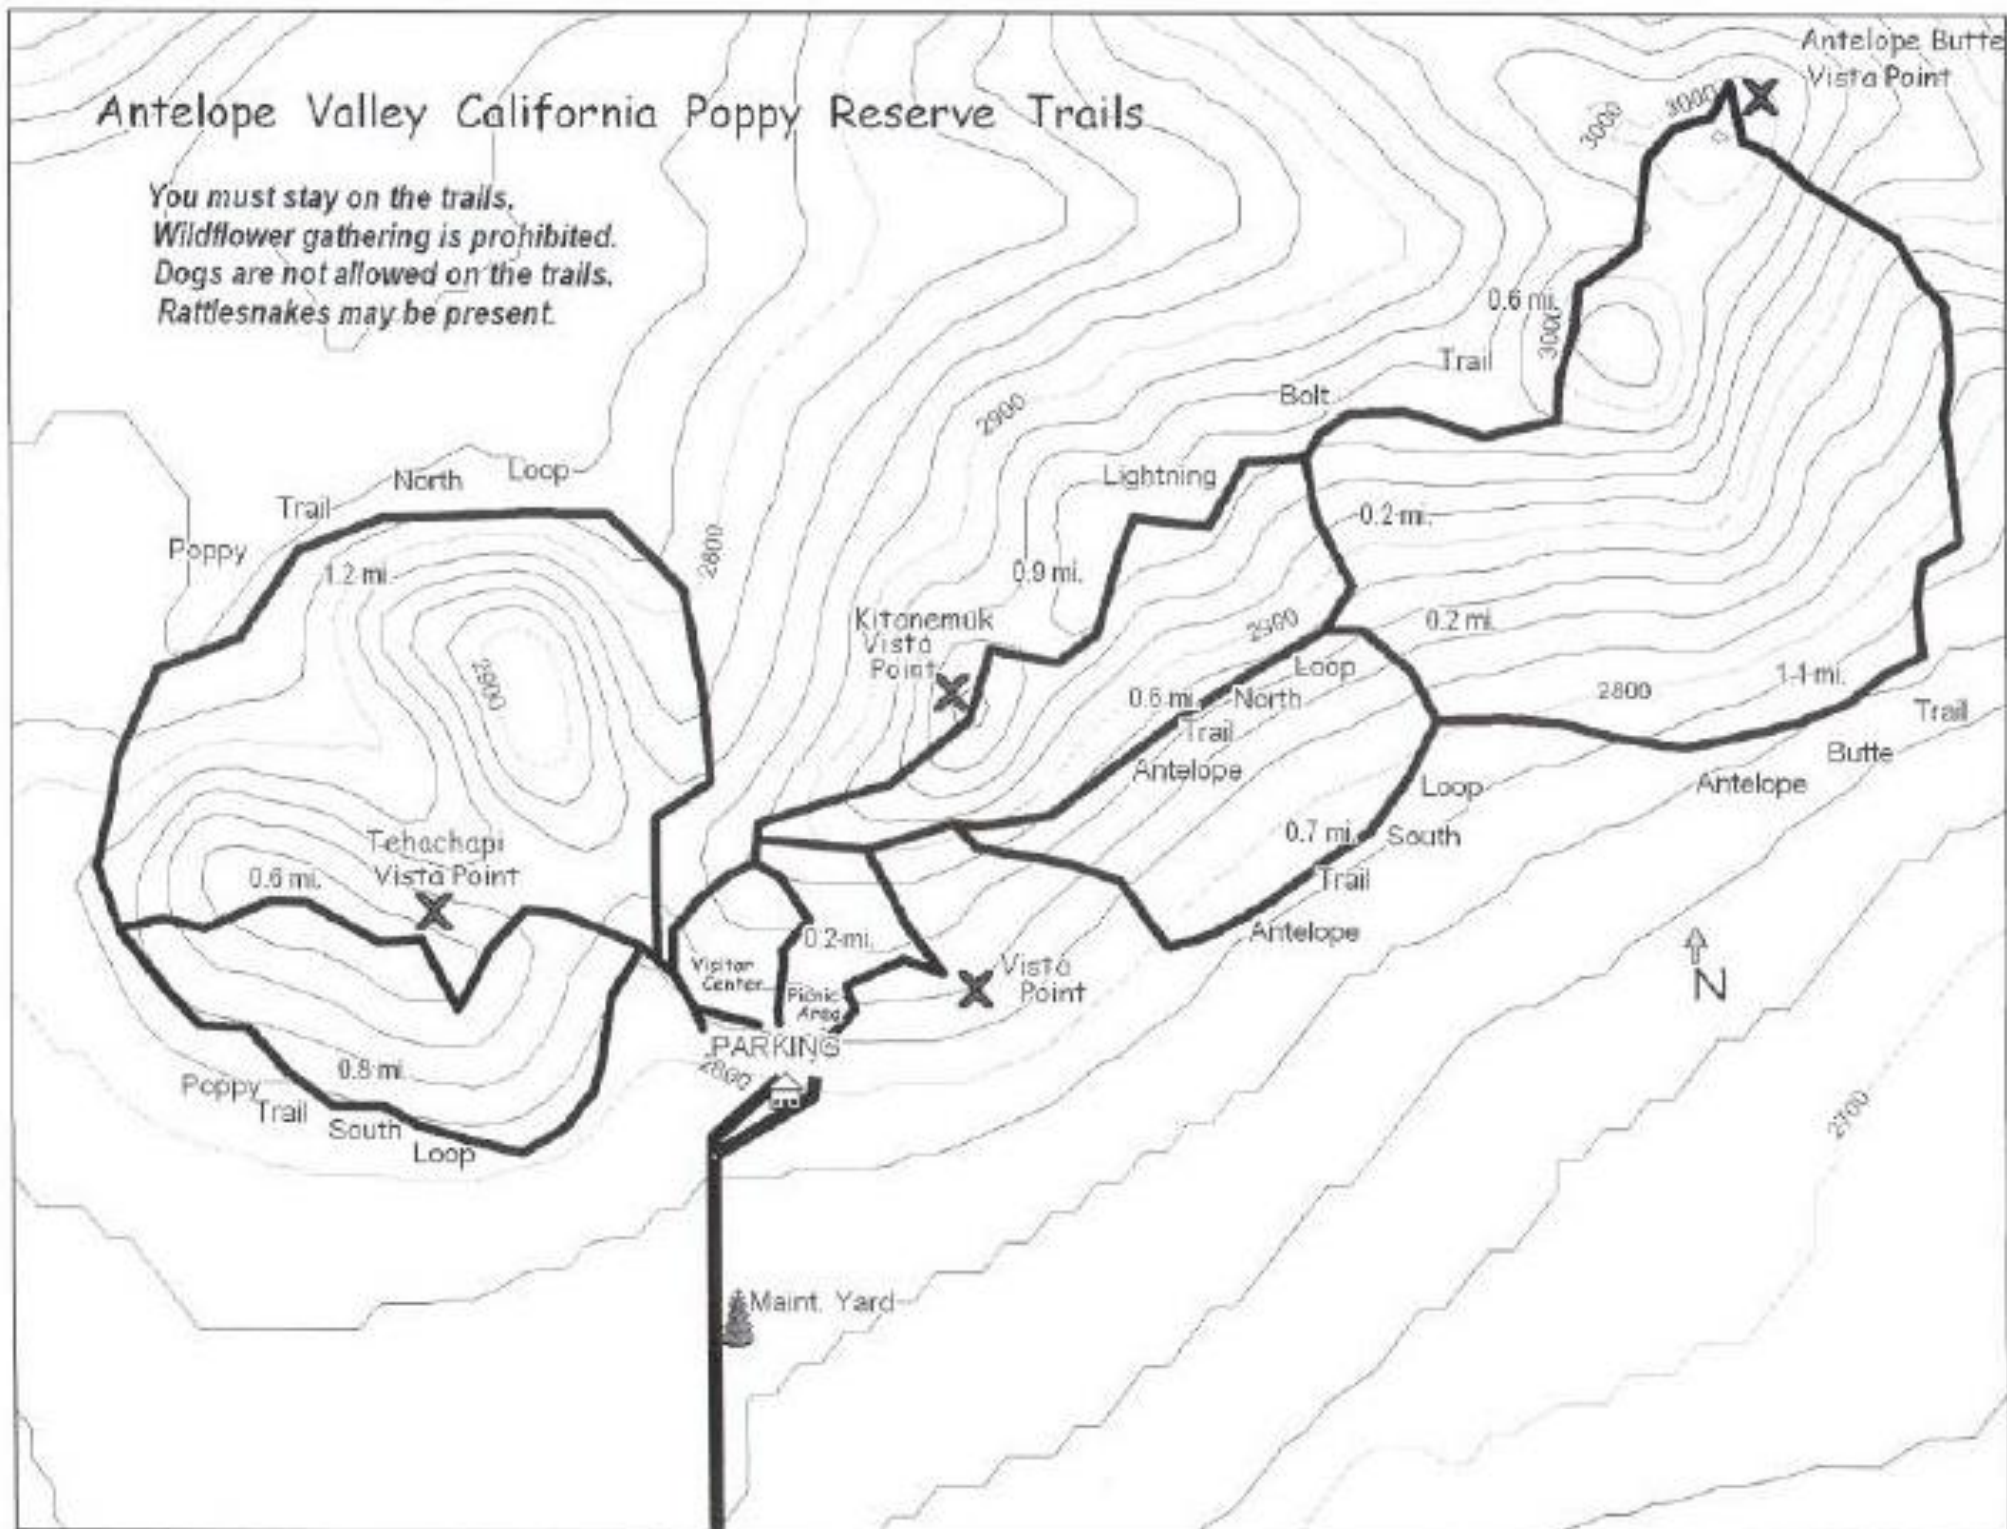 Antelope Butte
Vista Point
Antelope Valley California Poppy Reserve Trails
3000
3000
You must stay on the trails.
Wildflower gathering is prohibited.
Dogs are not allowed on the trails.
Rattlesnakes may be present.
0.6 mi.
3000
Trail
Bolt
2900
Lightning
North Loop
Trail
Poppy
1.2 mi.
2800
0.2 mi.
0.9 mi.
Kitanemuk
Vista
Point
2900
0.2 mi.
Loop
0.6 mi.
North
Trail
Antelope
2900
2800
1.1 mi.
Trail
Butte
Antelope
Loop
South
0.7 mi.
Trail
Antelope
Tehachapi
Vista Point
0.6 mi.
0.2 mi.
Visitor
Center
Picnic
Area
Vista
Point
N
PARKING
2800
0.8 mi.
Poppy
Trail
South
Loop
2700
Maint. Yard